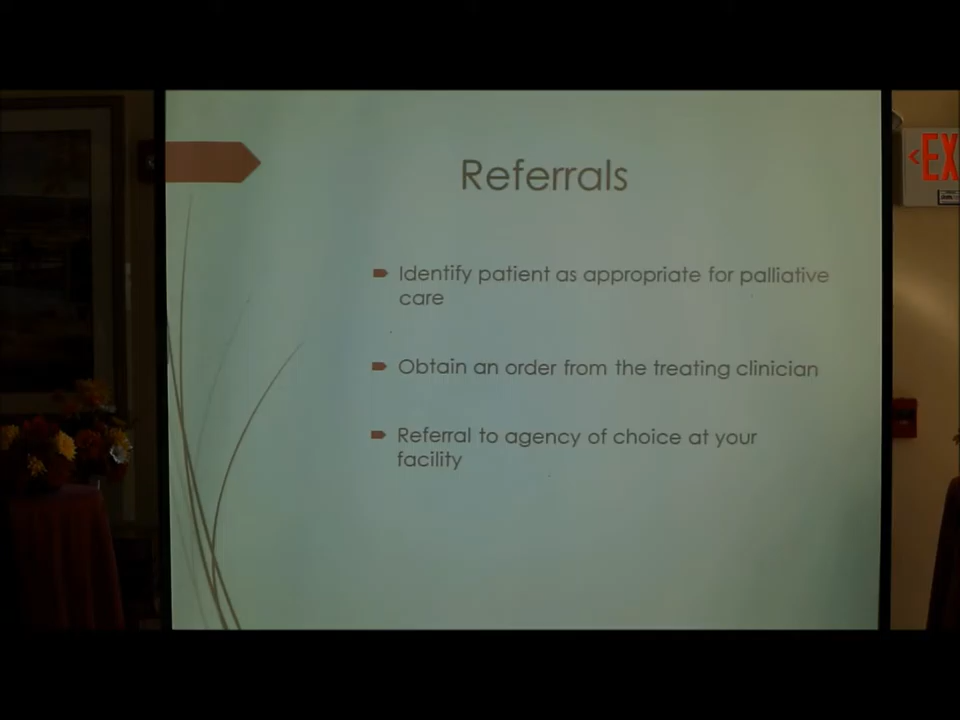 Referrals
Identify patient as appropriate for palliative
care
Obtain an order from the treating clinician
Referral to agency of choice at your
facility
<EX